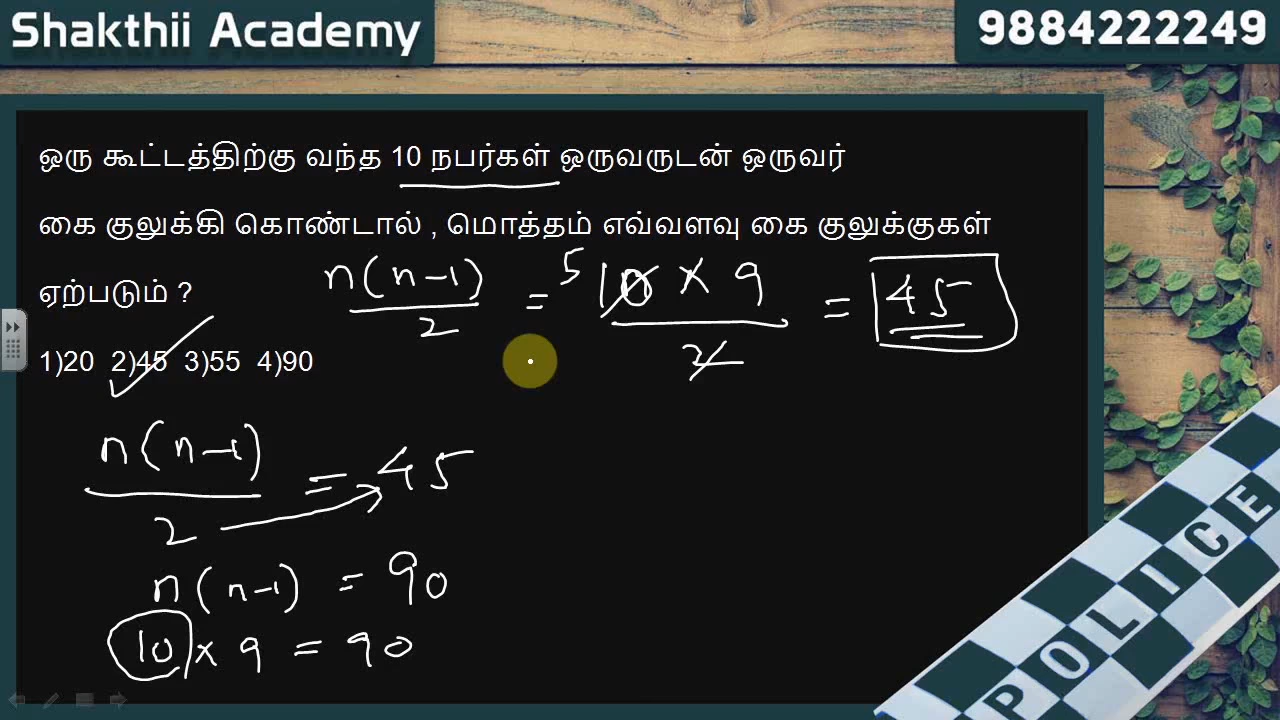 Shakthii Academy
9884222249
ஒரு கூட்டத்திற்கு வந்த 10 நபர்கள் ஒருவருடன் ஒருவர்
கை குலுக்கி கொண்டால் , மொத்தம் எவ்வளவு கை குலுக்குகள்
ஏற்படும் ?
n(n-1)/2 = 5 10 × 9 / 2 = 45
1)20 2)45 3)55 4)90
n(n-1)/2 = 45
n(n-1) = 90
10 × 9 = 90
POLICE